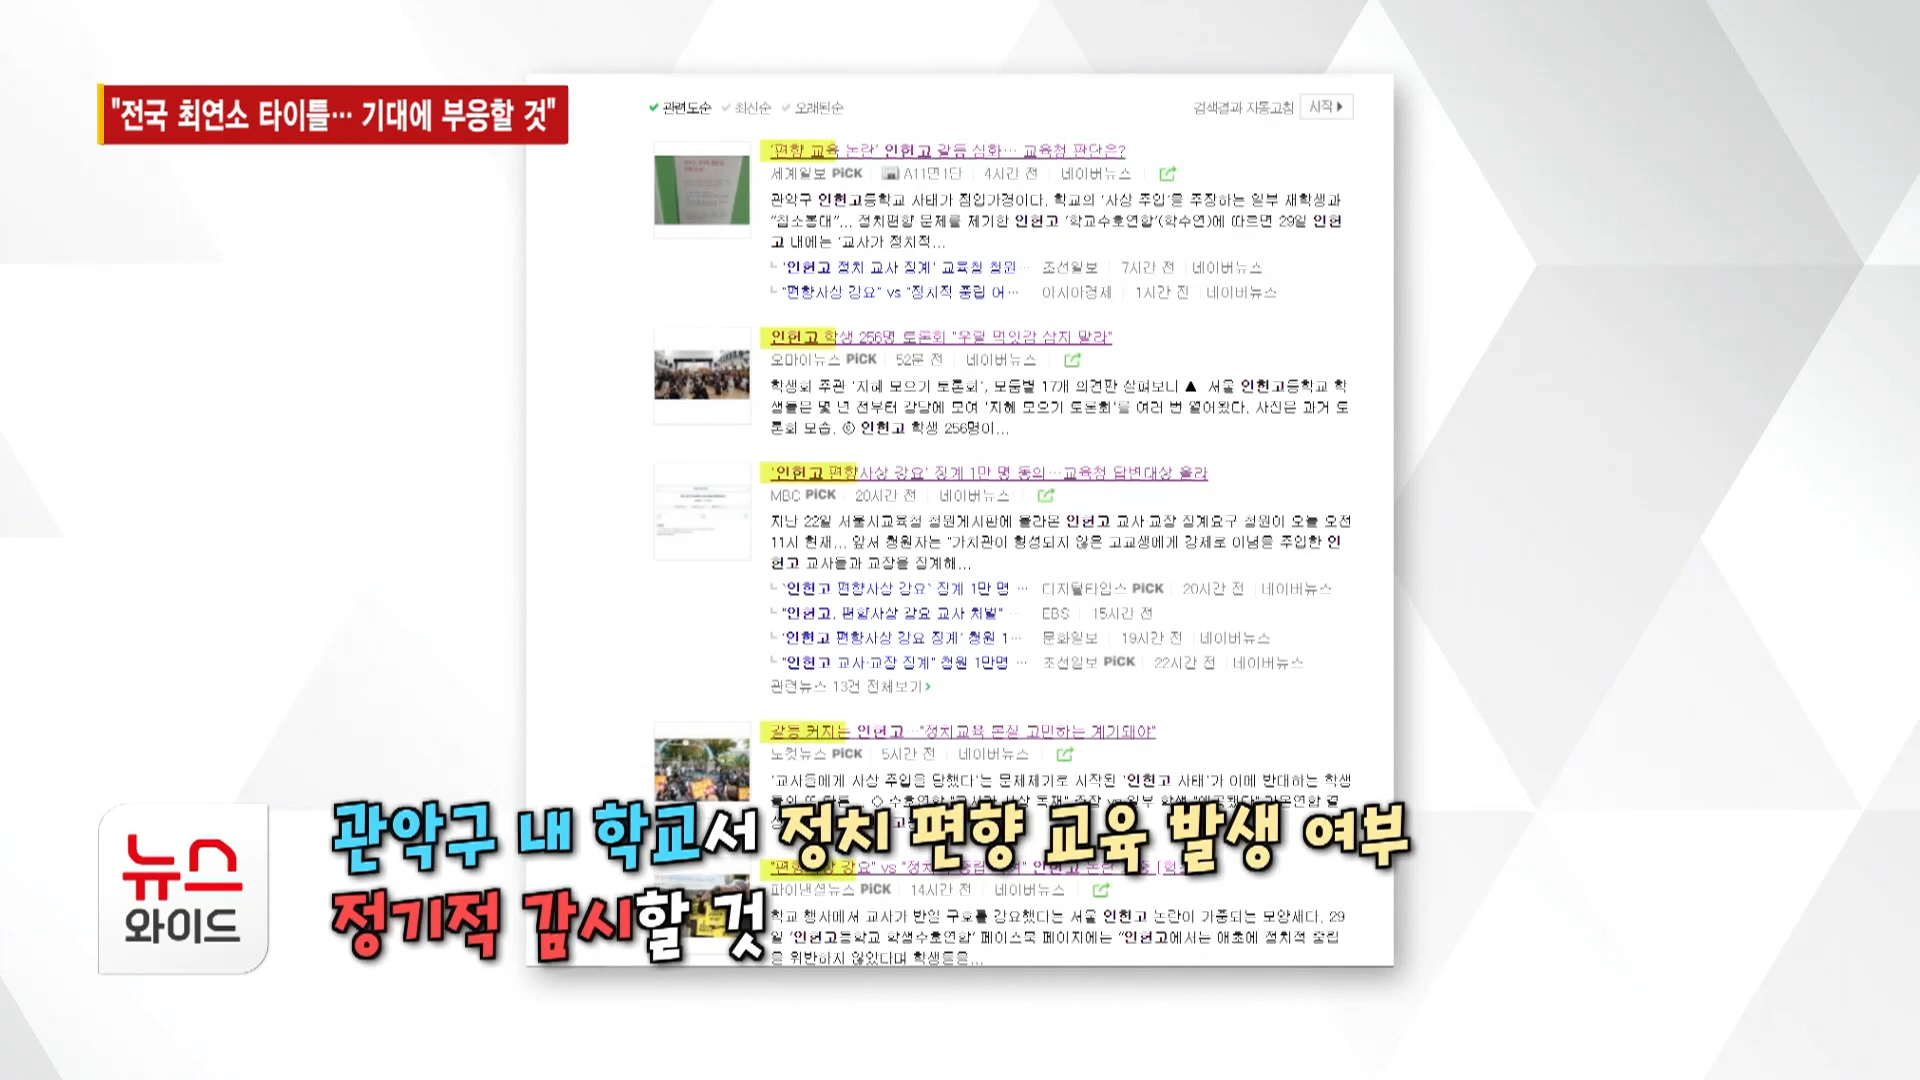 "전국 최연소 타이틀… 기대에 부응할 것"
관련도순 최신순 오래된순 검색결과 자동고침 시작
'편향 교육 논란' 인헌고 갈등 심화… 교육청 판단은?
세계일보 PiCK A11면1단 4시간 전 네이버뉴스
관악구 인헌고등학교 사태가 점입가경이다. 학교의 '사상 주입'을 주장하는 일부 재학생과
"침소봉대"... 정치편향 문제를 제기한 인헌고 '학교수호연합'(학수연)에 따르면 29일 인헌
고 내에는 '교사가 정치적...
'인헌고 정치 교사 징계' 교육청 청원… 조선일보 7시간 전 네이버뉴스
"편향사상 강요" vs "정치적 중립 어… 아시아경제 1시간 전 네이버뉴스
인헌고 학생 256명 토론회 "우릴 먹잇감 삼지 말라"
오마이뉴스 PiCK 52분 전 네이버뉴스
학생회 주관 '지혜 모으기 토론회', 모둠별 17개 의견판 살펴보니 ▲ 서울 인헌고등학교 학
생들은 몇 년 전부터 강당에 모여 '지혜 모으기 토론회'를 여러 번 열어왔다. 사진은 과거 토
론회 모습. ⓒ 인헌고 학생 256명이...
'인헌고 편향사상 강요' 징계 1만 명 동의…교육청 답변대상 올라
MBC PiCK 20시간 전 네이버뉴스
지난 22일 서울시교육청 청원게시판에 올라온 인헌고 교사·교장 징계요구 청원이 오늘 오전
11시 현재... 앞서 청원자는 "가치관이 형성되지 않은 고교생에게 강제로 이념을 주입한 인
헌고 교사들과 교장을 징계해...
`인헌고 편향사상 강요` 징계 1만 명 … 디지털타임스 PiCK 20시간 전 네이버뉴스
"인헌고, 편향사상 강요 교사 처벌" … EBS 15시간 전
'인헌고 편향사상 강요 징계' 청원 1… 문화일보 19시간 전 네이버뉴스
"인헌고 교사·교장 징계" 청원 1만명 … 조선일보 PiCK 22시간 전 네이버뉴스
관련뉴스 13건 전체보기
갈등 커지는 인헌고…"정치교육 본질 고민하는 계기돼야"
노컷뉴스 PiCK 5시간 전 네이버뉴스
'교사들에게 사상 주입을 당했다'는 문제제기로 시작된 '인헌고 사태'가 이에 반대하는 학생
관악구 내 학교서 정치 편향 교육 발생 여부
정기적 감시할 것
파이낸셜뉴스 PiCK 14시간 전 네이버뉴스
학교 행사에서 교사가 반일 구호를 강요했다는 서울 인헌고 논란이 가중되는 모양새다. 29
일 '인헌고등학교 학생수호연합' 페이스북 페이지에는 "인헌고에서는 애초에 정치적 중립
을 위반하지 않았다며 학생들을...
뉴스
와이드